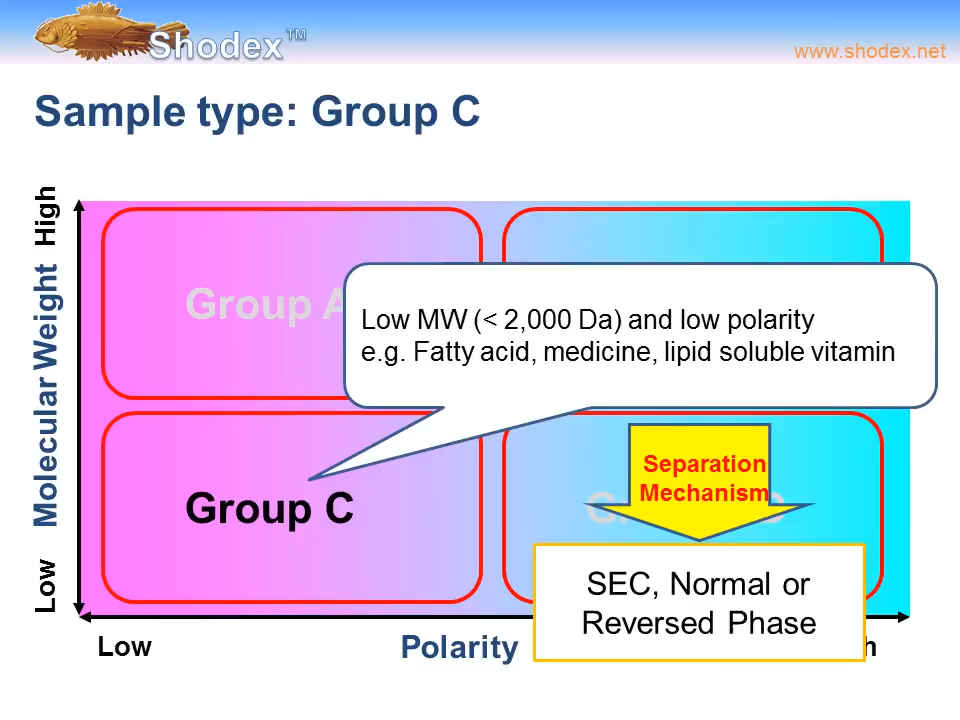 Shodex™
www.shodex.net
Sample type: Group C
High
Molecular Weight
Low
Group A
Low MW (< 2,000 Da) and low polarity
e.g. Fatty acid, medicine, lipid soluble vitamin
Group C
Separation
Mechanism
SEC, Normal or
Reversed Phase
Low
Polarity